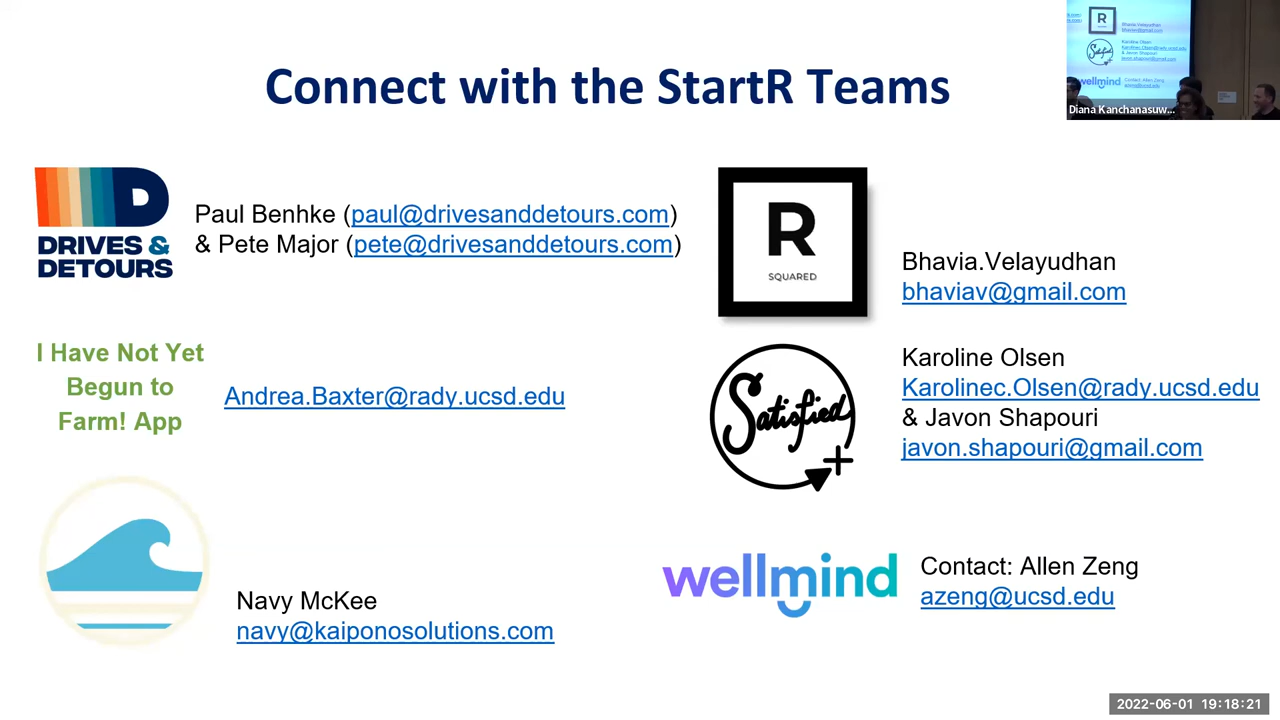 Connect with the StartR Teams
DRIVES &
DETOURS
Paul Benhke (paul@drivesanddetours.com)
& Pete Major (pete@drivesanddetours.com)
I Have Not Yet
Begun to
Farm! App
Andrea.Baxter@rady.ucsd.edu
Navy McKee
navy@kaiponosolutions.com
R
SQUARED
Bhavia.Velayudhan
bhaviav@gmail.com
Satisfied
+
Karoline Olsen
Karolinec.Olsen@rady.ucsd.edu
& Javon Shapouri
javon.shapouri@gmail.com
wellmind
Contact: Allen Zeng
azeng@ucsd.edu
Diana Kanchanasuw...
2022-06-01 19:18:21